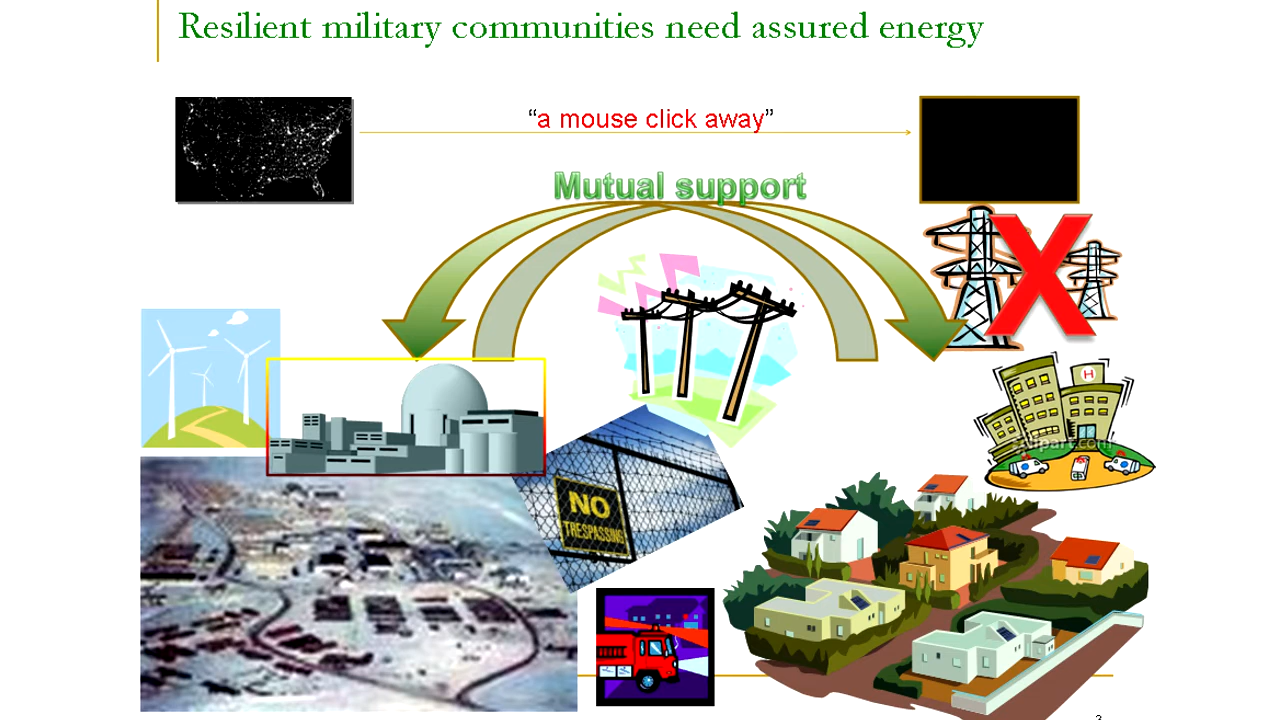 Resilient military communities need assured energy
“a mouse click away”
Mutual support
H
NO
TRESPASSING
3